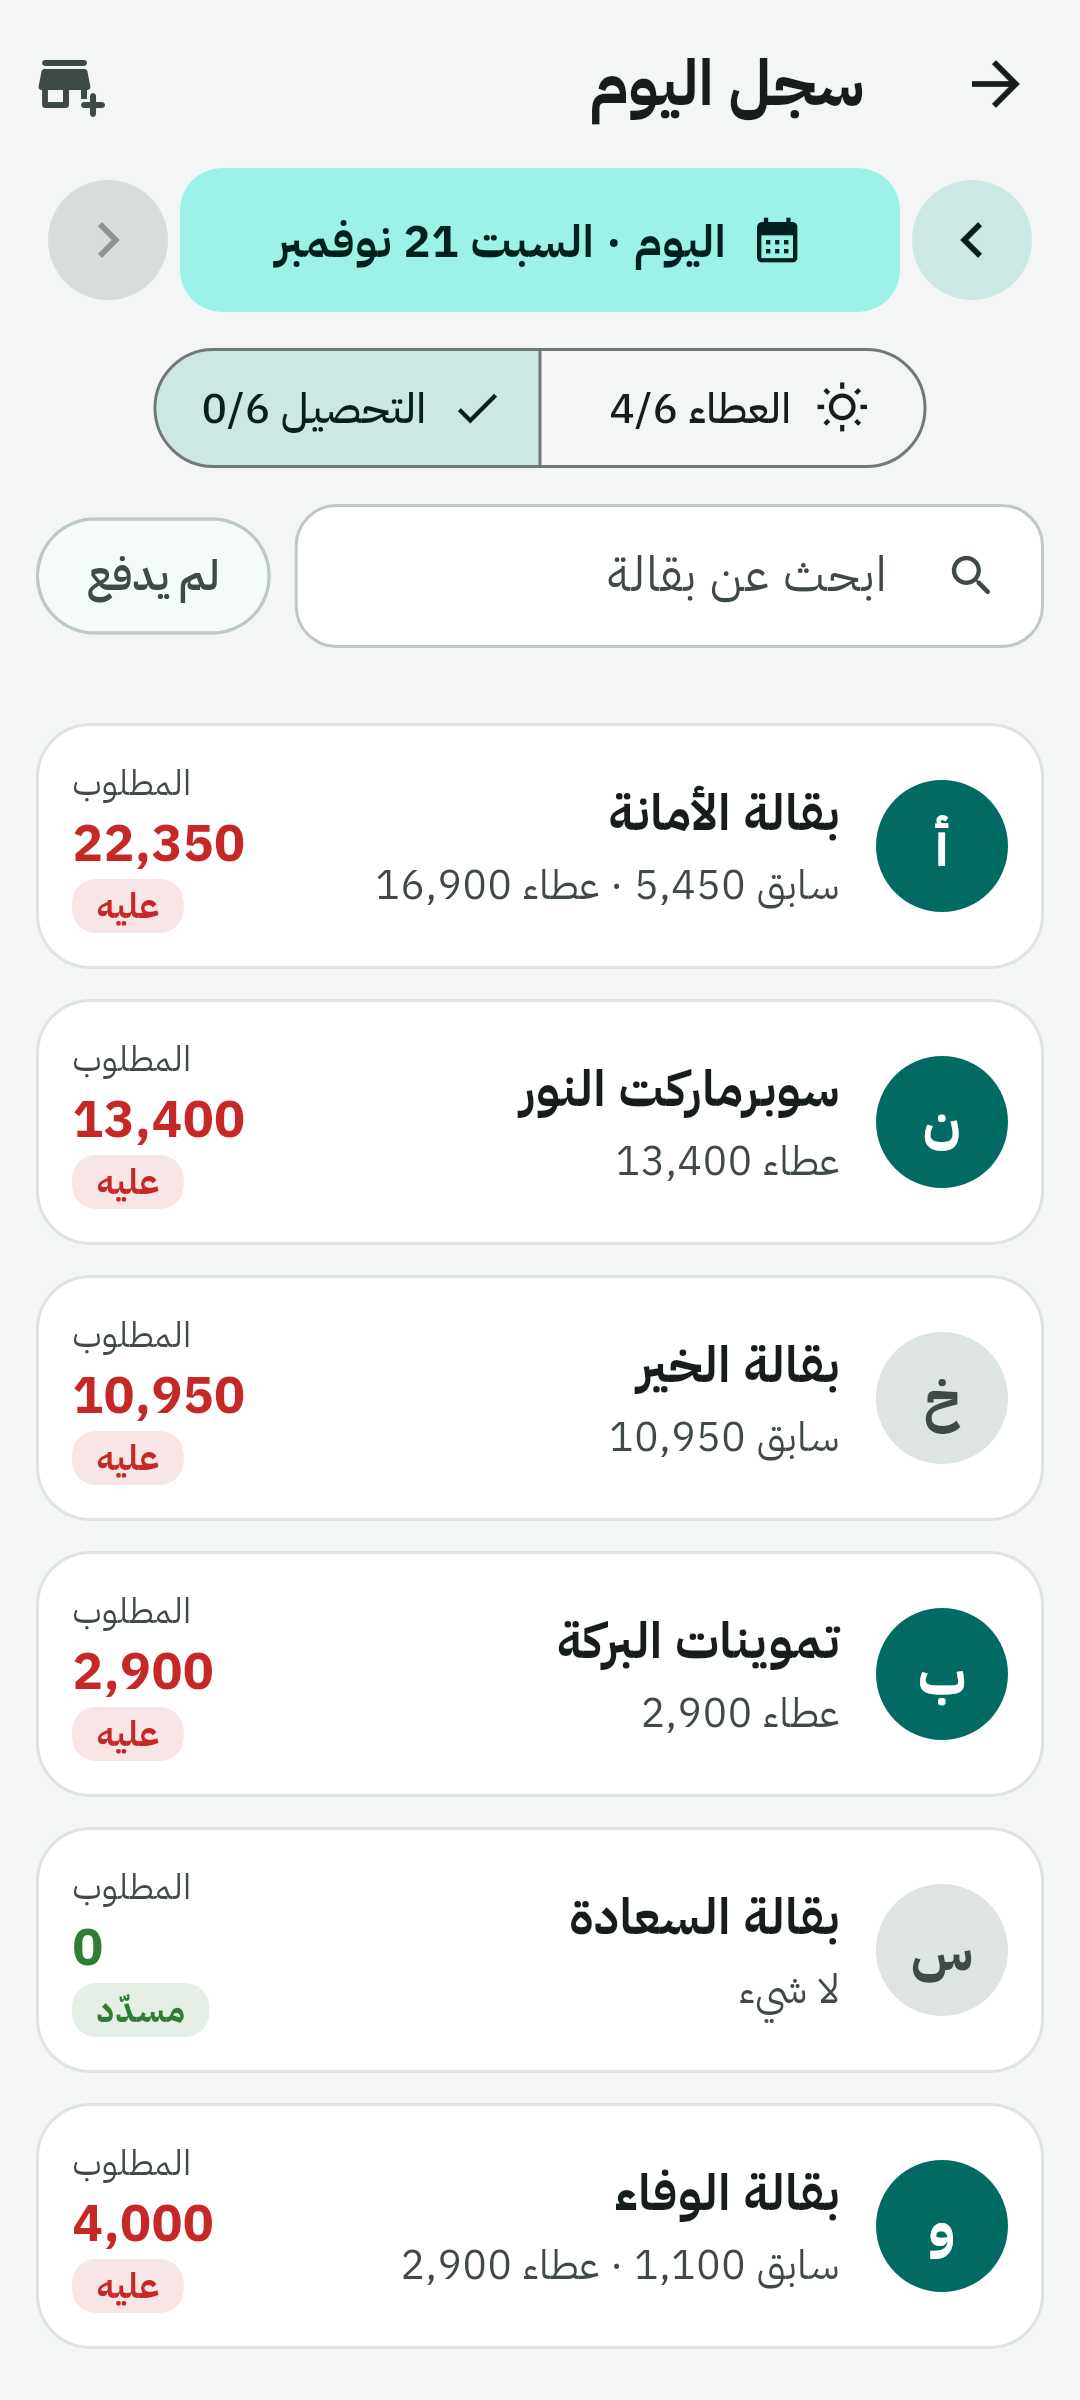 سجل اليوم
اليوم · السبت 21 نوفمبر
العطاء 4/6
التحصيل 0/6
ابحث عن بقالة
لم يدفع
أ
بقالة الأمانة
سابق 5,450 · عطاء 16,900
المطلوب
22,350
عليه
ن
سوبرماركت النور
عطاء 13,400
المطلوب
13,400
عليه
خ
بقالة الخير
سابق 10,950
المطلوب
10,950
عليه
ب
تموينات البركة
عطاء 2,900
المطلوب
2,900
عليه
س
بقالة السعادة
لا شيء
المطلوب
0
مسدّد
و
بقالة الوفاء
سابق 1,100 · عطاء 2,900
المطلوب
4,000
عليه